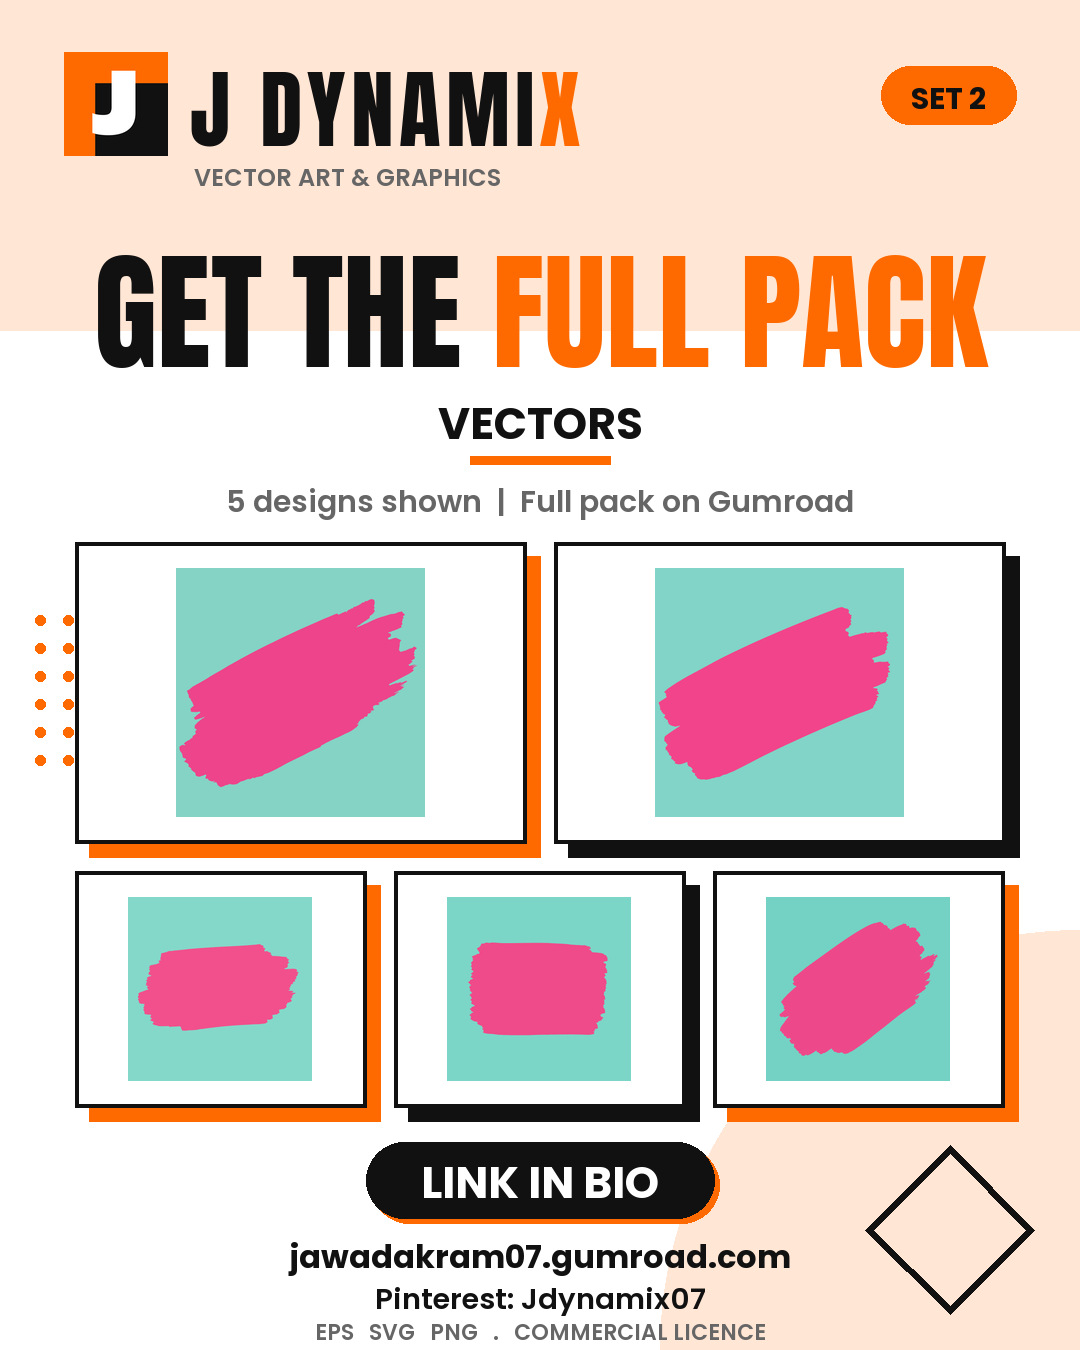 J
J DYNAMIX
VECTOR ART & GRAPHICS
SET 2
GET THE FULL PACK
VECTORS
5 designs shown | Full pack on Gumroad
LINK IN BIO
jawadakram07.gumroad.com
Pinterest: Jdynamix07
EPS SVG PNG . COMMERCIAL LICENCE